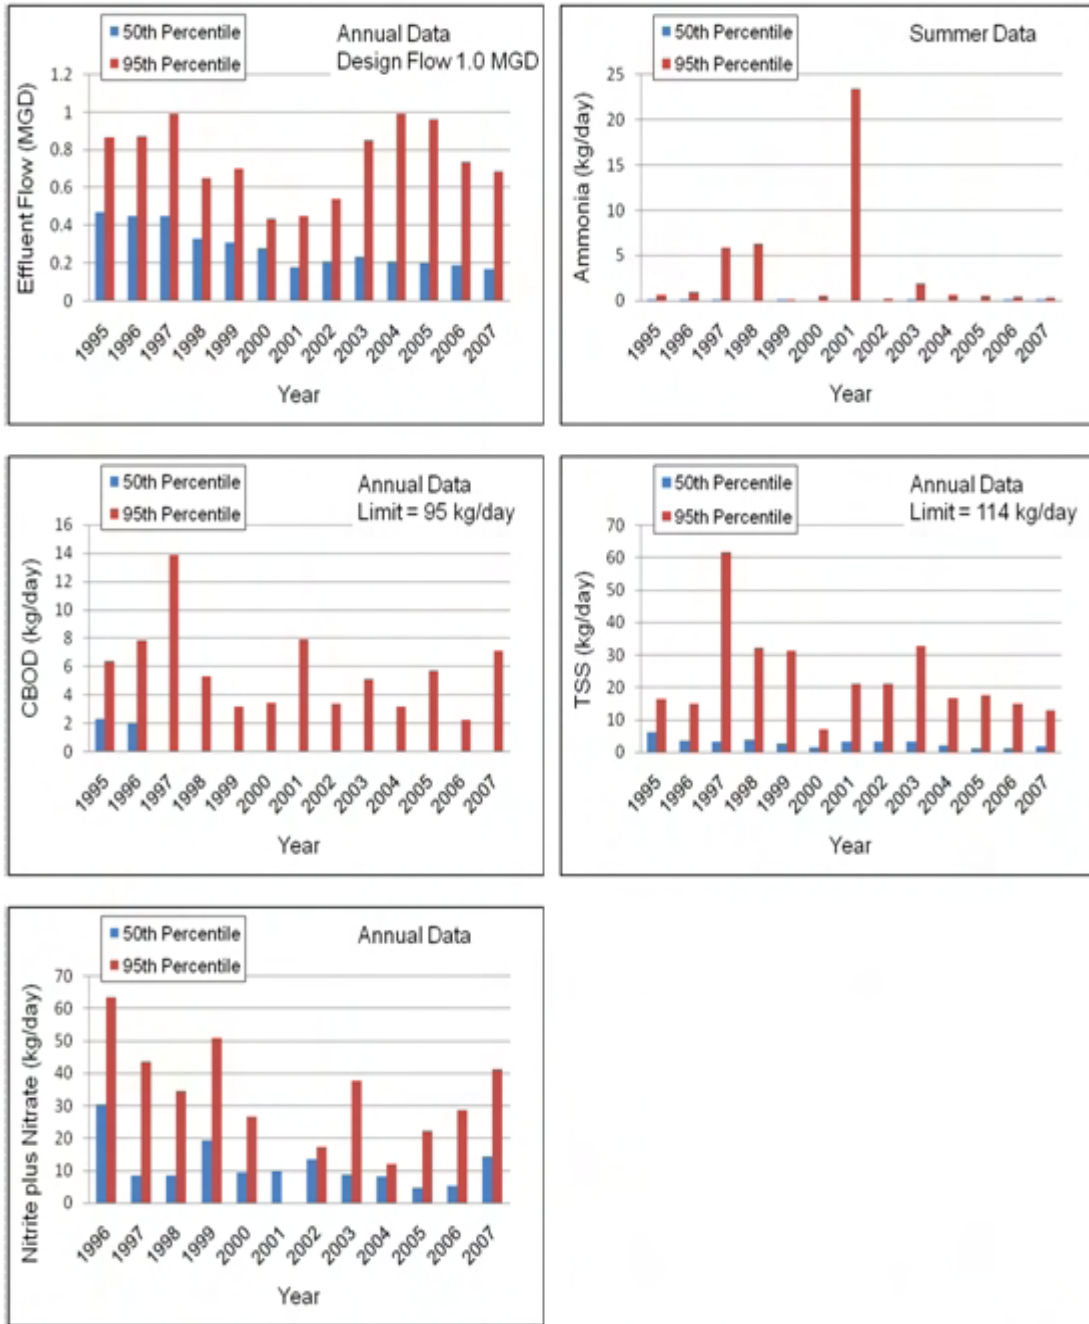 50th Percentile
95th Percentile
Annual Data
Design Flow 1.0 MGD
Effluent Flow (MGD)
1.2
1
0.8
0.6
0.4
0.2
0
1995 1996 1997 1998 1999 2000 2001 2002 2003 2004 2005 2006 2007
Year
50th Percentile
95th Percentile
Summer Data
Ammonia (kg/day)
25
20
15
10
5
0
1995 1996 1997 1998 1999 2000 2001 2002 2003 2004 2005 2006 2007
Year
50th Percentile
95th Percentile
Annual Data
Limit = 95 kg/day
CBOD (kg/day)
16
14
12
10
8
6
4
2
0
1995 1996 1997 1998 1999 2000 2001 2002 2003 2004 2005 2006 2007
Year
50th Percentile
95th Percentile
Annual Data
Limit = 114 kg/day
TSS (kg/day)
70
60
50
40
30
20
10
0
1995 1996 1997 1998 1999 2000 2001 2002 2003 2004 2005 2006 2007
Year
50th Percentile
95th Percentile
Annual Data
Nitrite plus Nitrate (kg/day)
70
60
50
40
30
20
10
0
1996 1997 1998 1999 2000 2001 2002 2003 2004 2005 2006 2007
Year